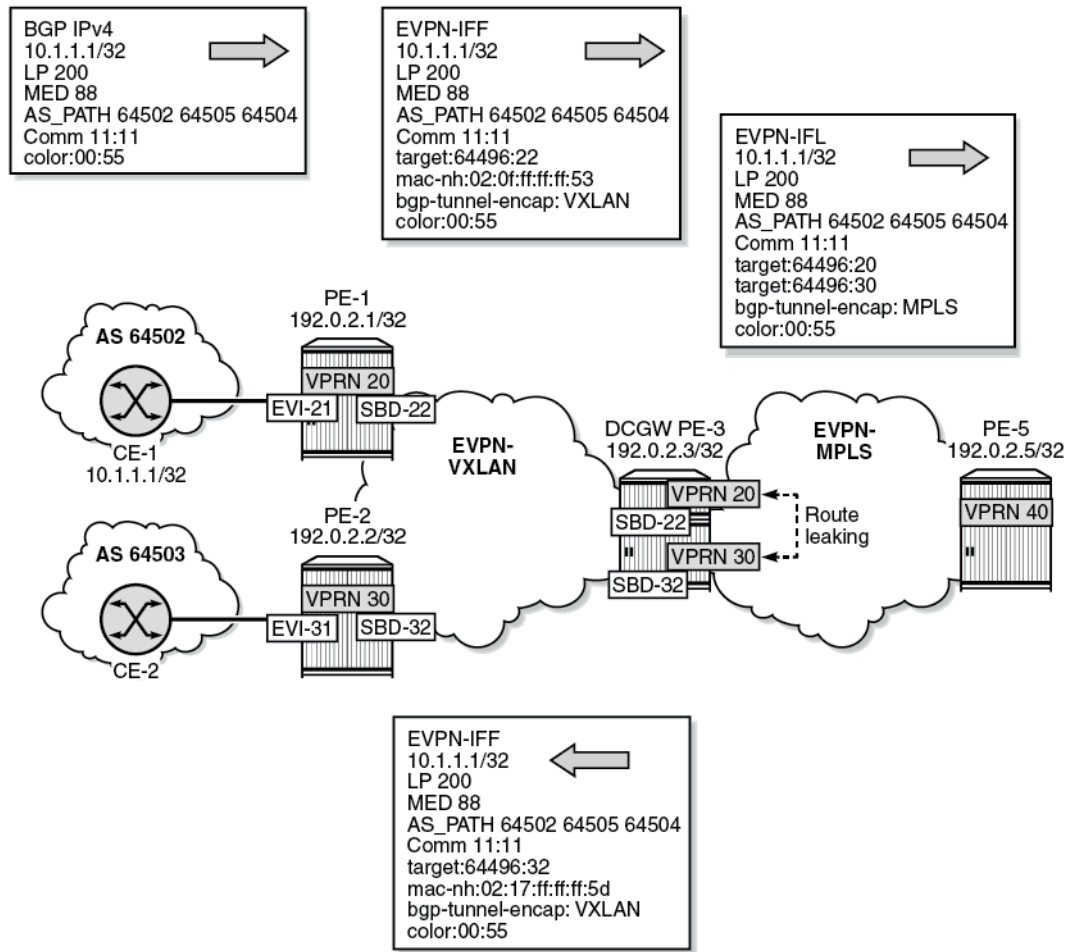 BGP IPv4
10.1.1.1/32
LP 200
MED 88
AS_PATH 64502 64505 64504
Comm 11:11
color:00:55
EVPN-IFF
10.1.1.1/32
LP 200
MED 88
AS_PATH 64502 64505 64504
Comm 11:11
target:64496:22
mac-nh:02:0f:ff:ff:ff:53
bgp-tunnel-encap: VXLAN
color:00:55
EVPN-IFL
10.1.1.1/32
LP 200
MED 88
AS_PATH 64502 64505 64504
Comm 11:11
target:64496:20
target:64496:30
bgp-tunnel-encap: MPLS
color:00:55
AS 64502
CE-1
10.1.1.1/32
PE-1
192.0.2.1/32
VPRN 20
EVI-21
SBD-22
EVPN-
VXLAN
DCGW PE-3
192.0.2.3/32
VPRN 20
SBD-22
VPRN 30
SBD-32
Route
leaking
EVPN-
MPLS
PE-5
192.0.2.5/32
VPRN 40
AS 64503
CE-2
PE-2
192.0.2.2/32
VPRN 30
EVI-31
SBD-32
EVPN-IFF
10.1.1.1/32
LP 200
MED 88
AS_PATH 64502 64505 64504
Comm 11:11
target:64496:32
mac-nh:02:17:ff:ff:ff:5d
bgp-tunnel-encap: VXLAN
color:00:55